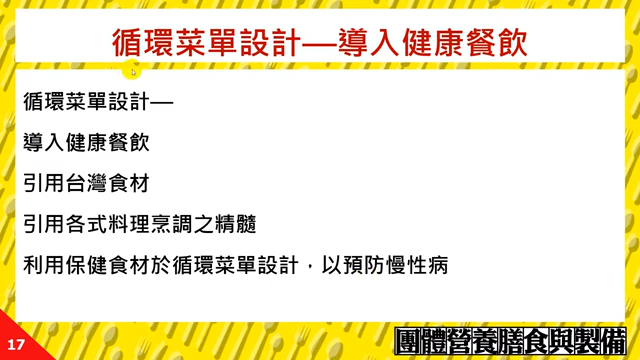 循環菜單設計—導入健康餐飲
循環菜單設計—
導入健康餐飲
引用台灣食材
引用各式料理烹調之精髓
利用保健食材於循環菜單設計，以預防慢性病
17
團體營養膳食與製備